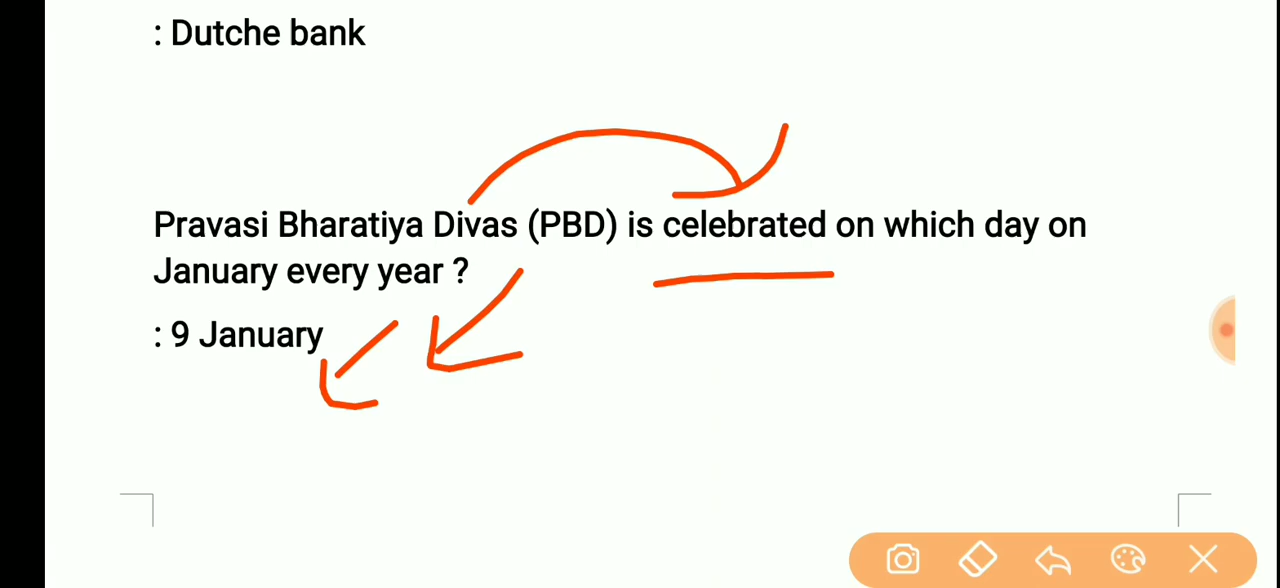 : Dutche bank
Pravasi Bharatiya Divas (PBD) is celebrated on which day on
January every year ?
: 9 January